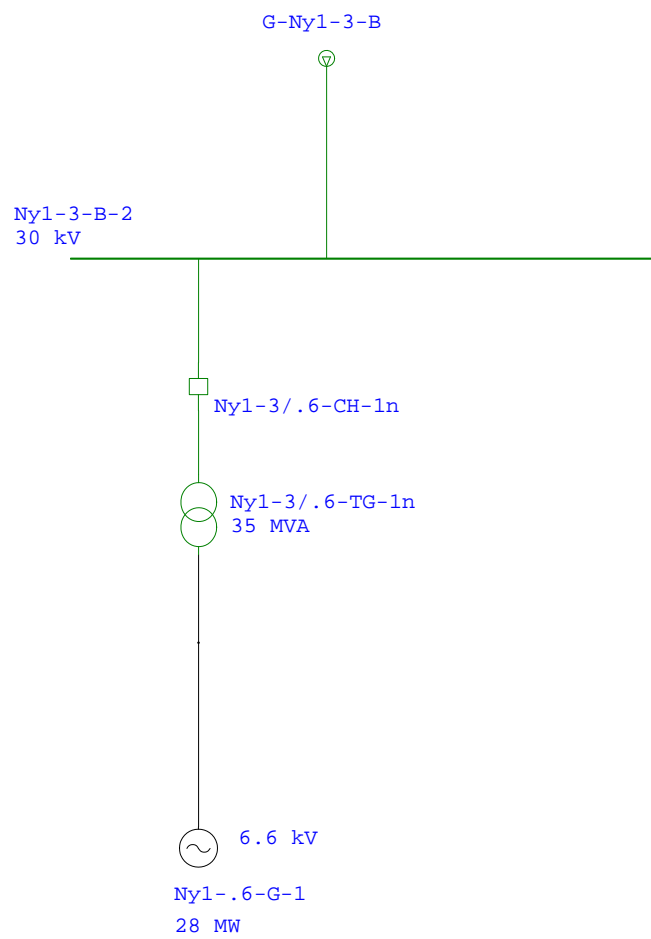 G-Ny1-3-B
Ny1-3-B-2
30 kV
Ny1-3/.6-CH-1n
Ny1-3/.6-TG-1n
35 MVA
6.6 kV
Ny1-.6-G-1
28 MW